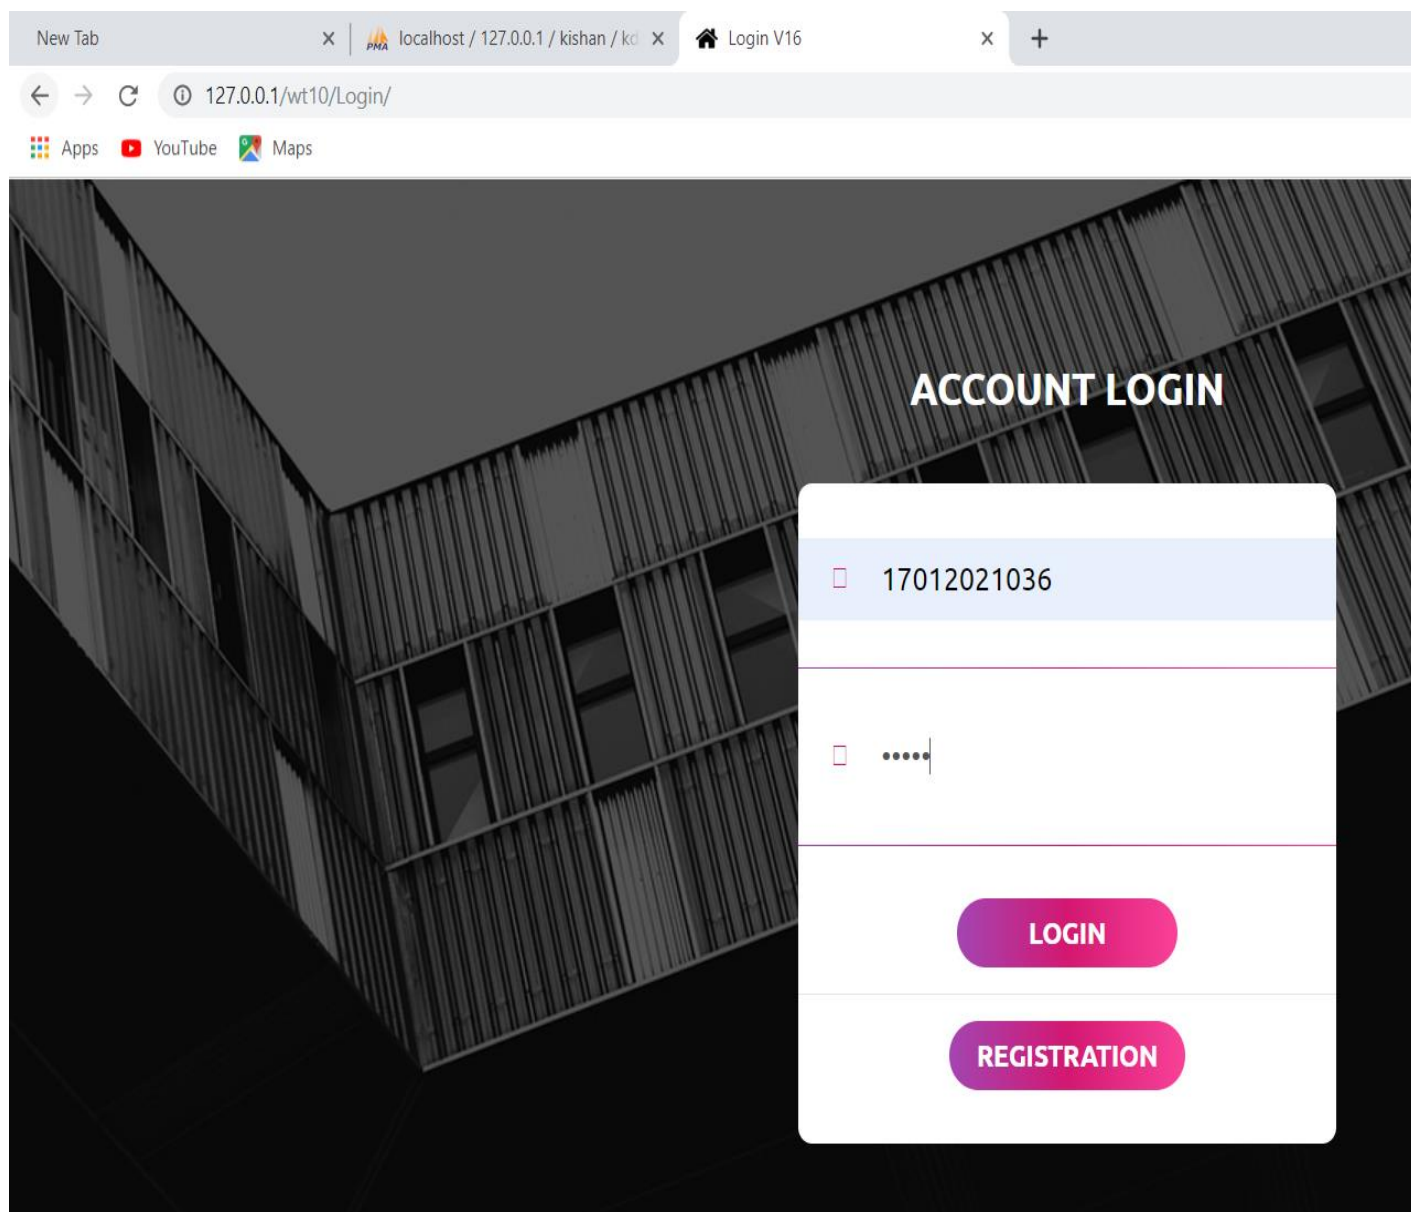 New Tab
PMA localhost / 127.0.0.1 / kishan / kd
Login V16
127.0.0.1/wt10/Login/
Apps YouTube Maps
ACCOUNT LOGIN
17012021036
•••••
LOGIN
REGISTRATION